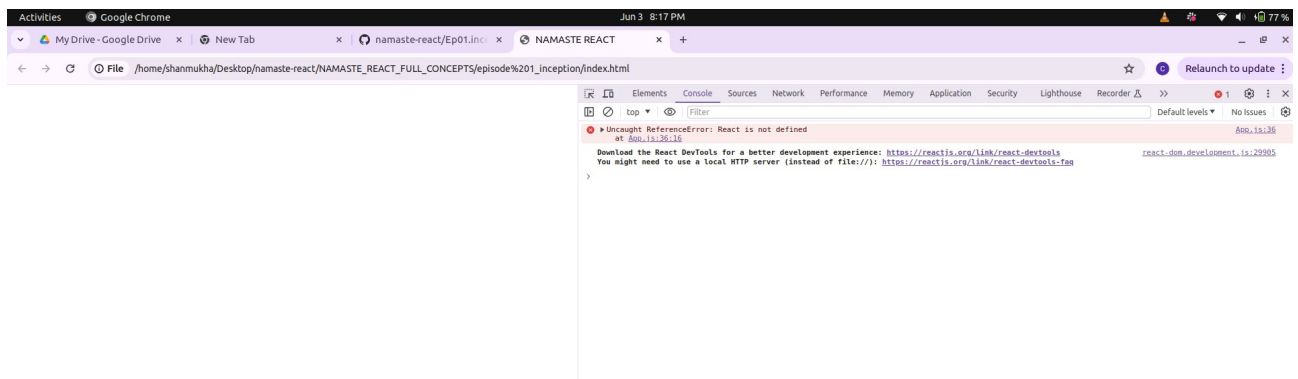 Activities Google Chrome Jun 3 8:17 PM 77 %
My Drive - Google Drive × New Tab × namaste-react/Ep01.inc × NAMASTE REACT × +
File /home/shanmukha/Desktop/namaste-react/NAMASTE_REACT_FULL_CONCEPTS/episode%201_inception/index.html C Relaunch to update
Elements Console Sources Network Performance Memory Application Security Lighthouse Recorder >> 1
top Filter Default levels No Issues
Uncaught ReferenceError: React is not defined App.js:36
at App.js:36:16
Download the React DevTools for a better development experience: https://reactjs.org/link/react-devtools react-dom.development.js:29905
You might need to use a local HTTP server (instead of file://): https://reactjs.org/link/react-devtools-faq
>